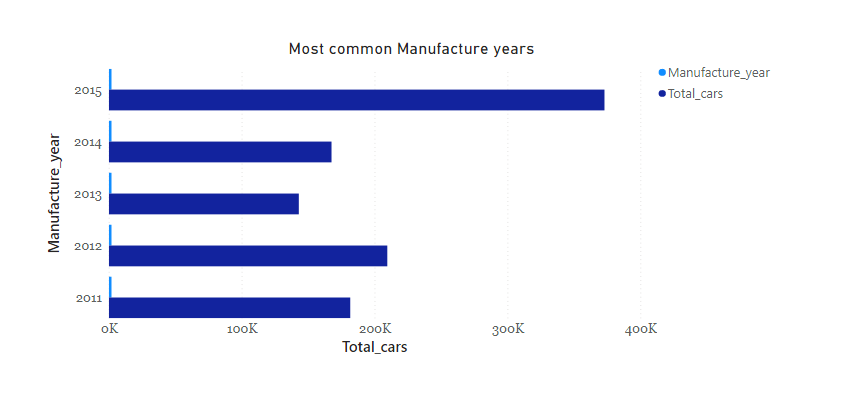 Most common Manufacture years
Manufacture_year
Total_cars
Manufacture_year
2015
2014
2013
2012
2011
0K 100K 200K 300K 400K
Total_cars